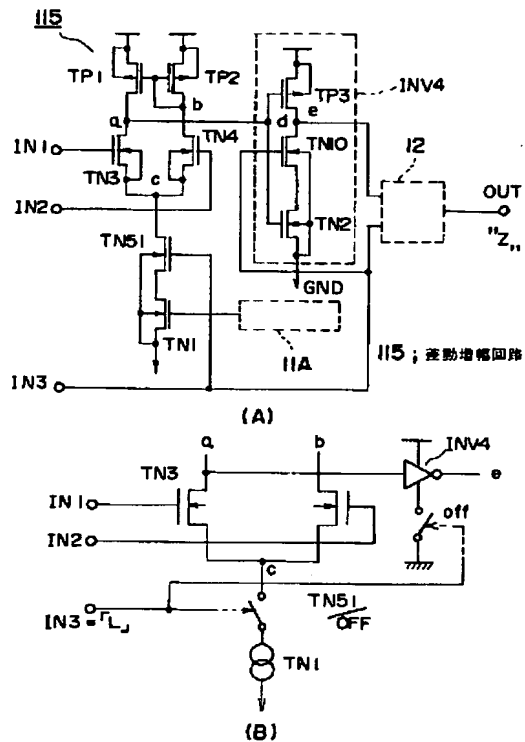 115
TP1
TP2
TP3
INV4
b
a
d
e
IN1
TN3
TN4
TN10
12
OUT
"Z"
c
IN2
TN2
TN51
GND
TN1
11A
115 ; 差動増幅回路
IN3
(A)
a
b
INV4
TN3
e
IN1
off
IN2
c
TN51
OFF
IN3=「L」
TN1
(B)